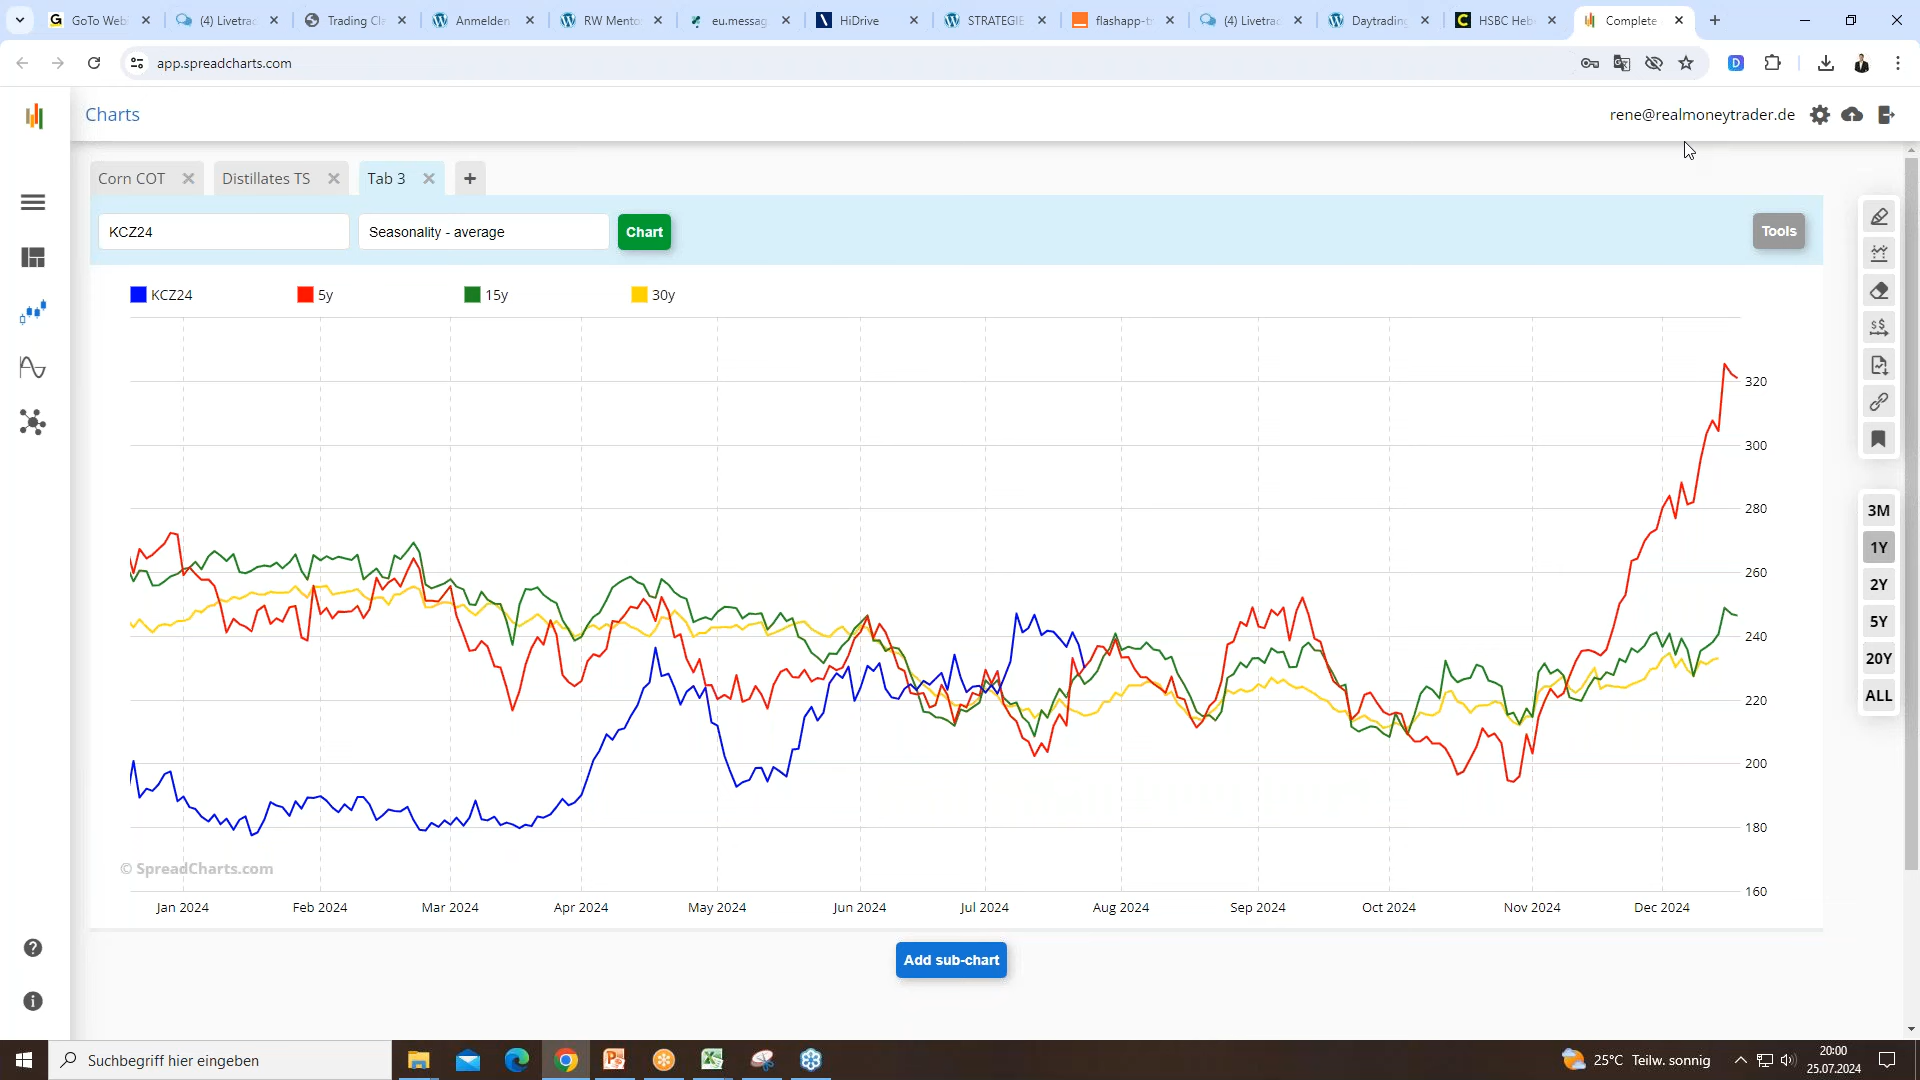 GoTo Webi
(4) Livetrad
Trading Cl
Anmelden
RW Mento
eu.messag
HiDrive
STRATEGIE
flashapp-tr
(4) Livetrad
Daytrading
HSBC Heb
Complete
app.spreadcharts.com
Charts
rene@realmoneytrader.de
Corn COT
Distillates TS
Tab 3
KCZ24
Seasonality - average
Chart
Tools
KCZ24
5y
15y
30y
320
300
280
260
240
220
200
180
160
3M
1Y
2Y
5Y
20Y
ALL
© SpreadCharts.com
Jan 2024
Feb 2024
Mar 2024
Apr 2024
May 2024
Jun 2024
Jul 2024
Aug 2024
Sep 2024
Oct 2024
Nov 2024
Dec 2024
Add sub-chart
Suchbegriff hier eingeben
25°C Teilw. sonnig
20:00
25.07.2024